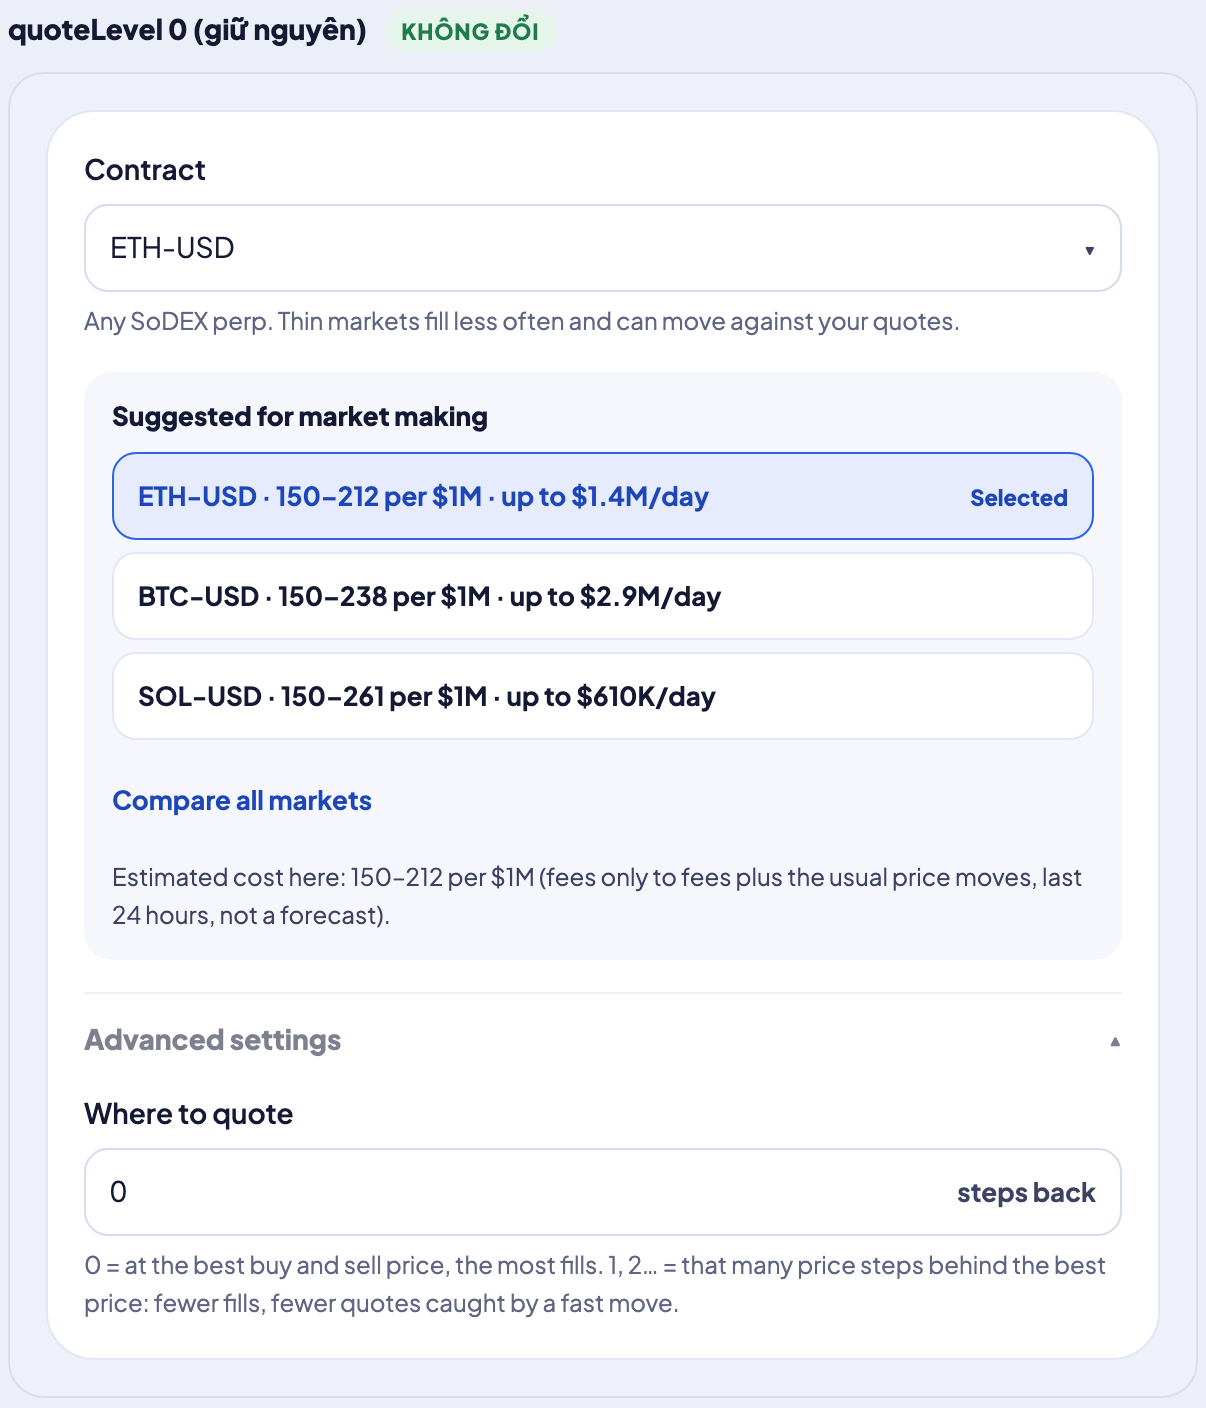 quoteLevel 0 (giữ nguyên) KHÔNG ĐỔI
Contract
ETH-USD ▼
Any SoDEX perp. Thin markets fill less often and can move against your quotes.
Suggested for market making
ETH-USD · 150–212 per $1M · up to $1.4M/day Selected
BTC-USD · 150–238 per $1M · up to $2.9M/day
SOL-USD · 150–261 per $1M · up to $610K/day
Compare all markets
Estimated cost here: 150–212 per $1M (fees only to fees plus the usual price moves, last
24 hours, not a forecast).
Advanced settings ▲
Where to quote
0 steps back
0 = at the best buy and sell price, the most fills. 1, 2… = that many price steps behind the best
price: fewer fills, fewer quotes caught by a fast move.